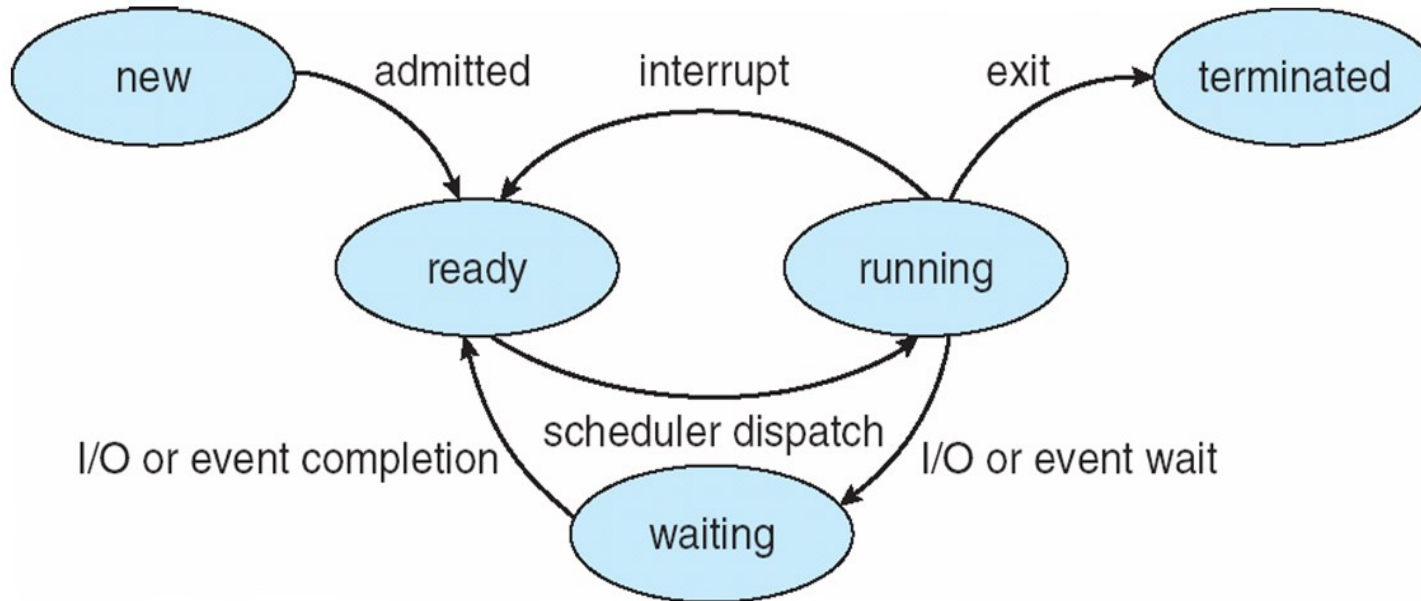 new
admitted
interrupt
exit
terminated
ready
running
scheduler dispatch
I/O or event completion
I/O or event wait
waiting